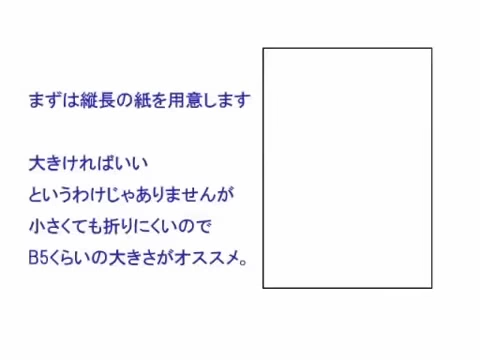 まずは縦長の紙を用意します
大きければいい
というわけじゃありませんが
小さくても折りにくいので
B5くらいの大きさがオススメ。